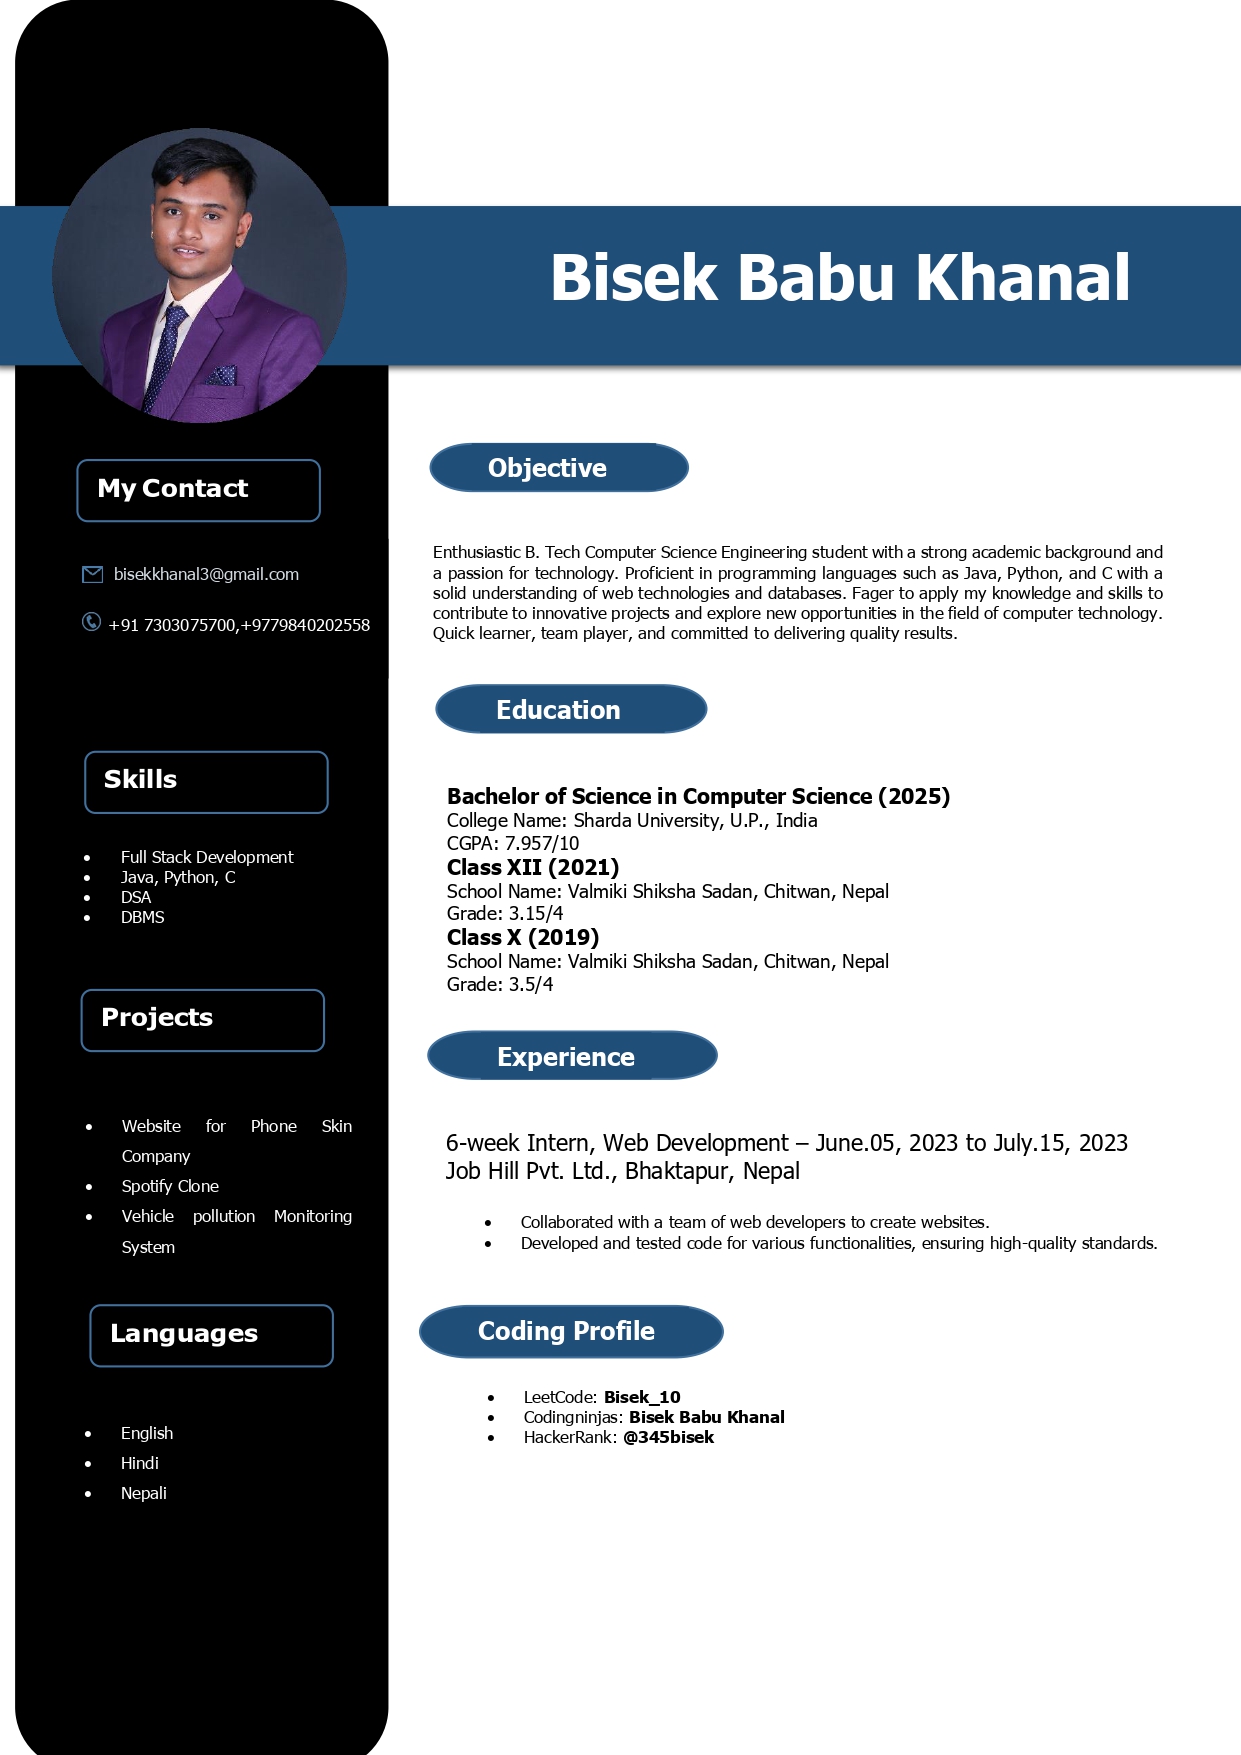 Bisek Babu Khanal
My Contact
bisekkhanal3@gmail.com
+91 7303075700,+9779840202558
Skills
• Full Stack Development
• Java, Python, C
• DSA
• DBMS
Projects
• Website for Phone Skin
Company
• Spotify Clone
• Vehicle pollution Monitoring
System
Languages
• English
• Hindi
• Nepali
Objective
Enthusiastic B. Tech Computer Science Engineering student with a strong academic background and
a passion for technology. Proficient in programming languages such as Java, Python, and C with a
solid understanding of web technologies and databases. Fager to apply my knowledge and skills to
contribute to innovative projects and explore new opportunities in the field of computer technology.
Quick learner, team player, and committed to delivering quality results.
Education
Bachelor of Science in Computer Science (2025)
College Name: Sharda University, U.P., India
CGPA: 7.957/10
Class XII (2021)
School Name: Valmiki Shiksha Sadan, Chitwan, Nepal
Grade: 3.15/4
Class X (2019)
School Name: Valmiki Shiksha Sadan, Chitwan, Nepal
Grade: 3.5/4
Experience
6-week Intern, Web Development – June.05, 2023 to July.15, 2023
Job Hill Pvt. Ltd., Bhaktapur, Nepal
• Collaborated with a team of web developers to create websites.
• Developed and tested code for various functionalities, ensuring high-quality standards.
Coding Profile
• LeetCode: Bisek_10
• Codingninjas: Bisek Babu Khanal
• HackerRank: @345bisek